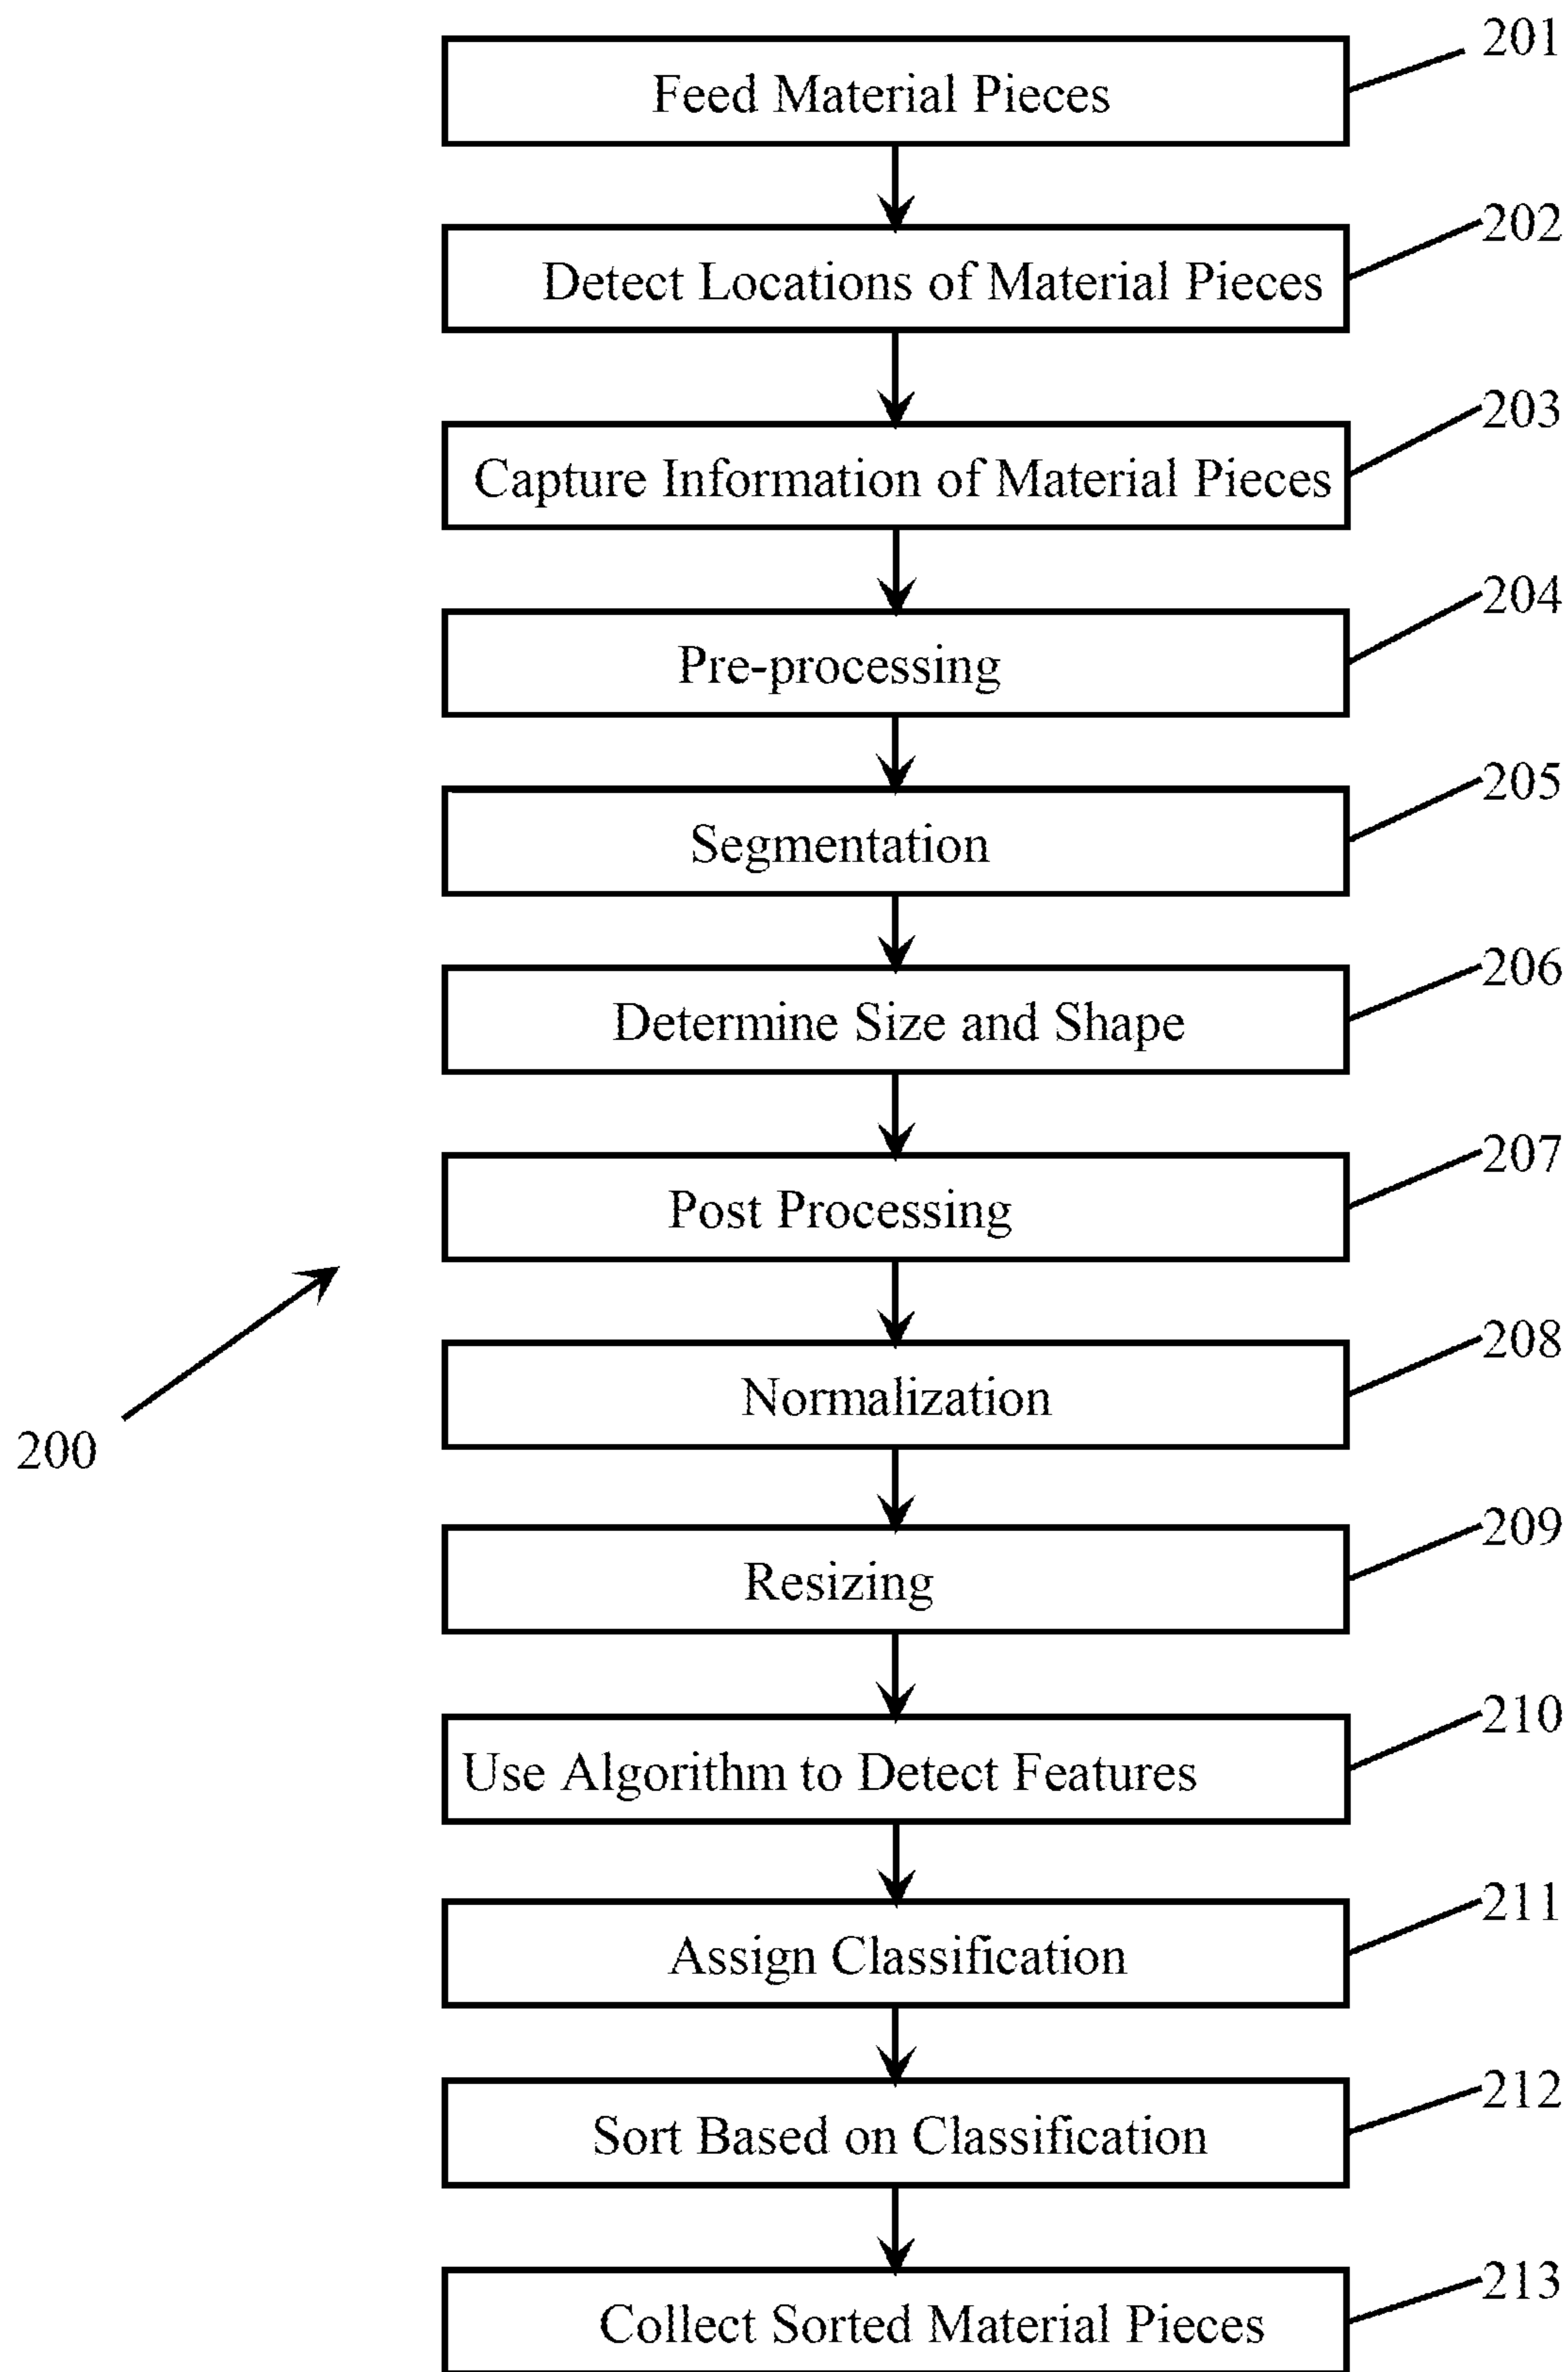 201
Feed Material Pieces
202
Detect Locations of Material Pieces
203
Capture Information of Material Pieces
204
Pre-processing
205
Segmentation
206
Determine Size and Shape
207
Post Processing
208
Normalization
200
209
Resizing
210
Use Algorithm to Detect Features
211
Assign Classification
212
Sort Based on Classification
213
Collect Sorted Material Pieces